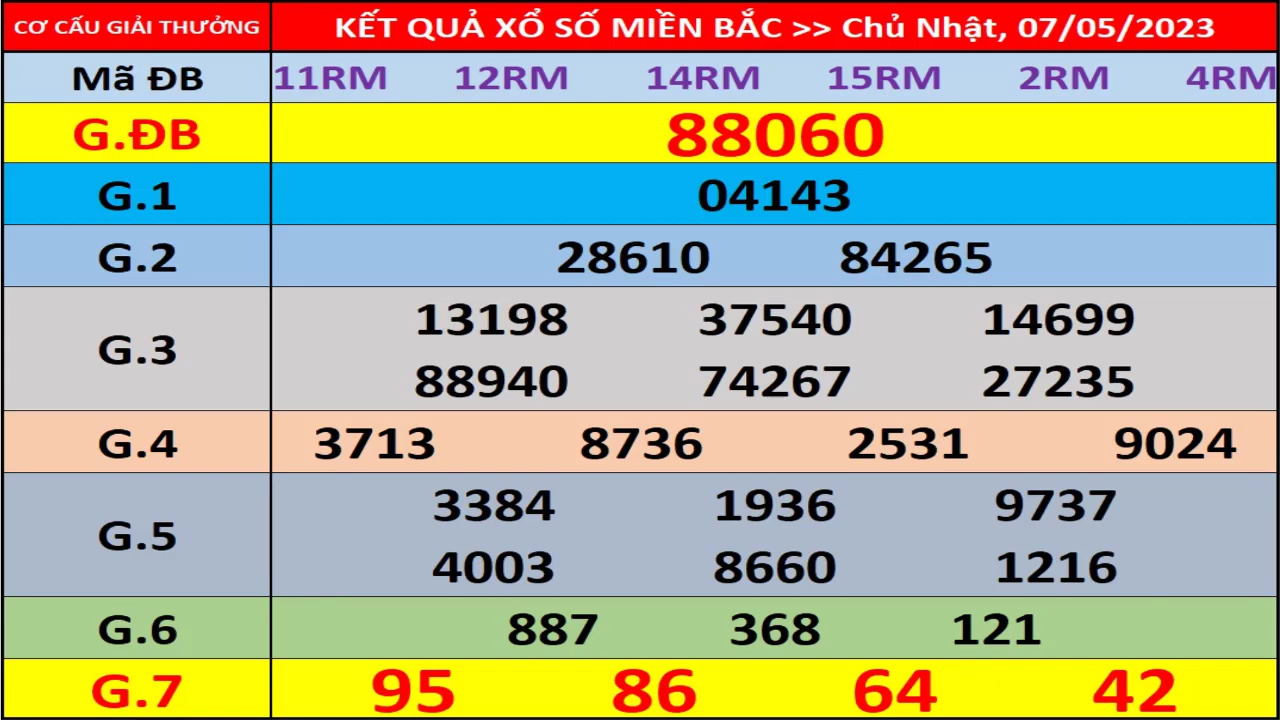 CƠ CẤU GIẢI THƯỞNG KẾT QUẢ XỔ SỐ MIỀN BẮC >> Chủ Nhật, 07/05/2023
Mã ĐB 11RM 12RM 14RM 15RM 2RM 4RM
G.ĐB 88060
G.1 04143
G.2 28610 84265
G.3 13198 37540 14699
88940 74267 27235
G.4 3713 8736 2531 9024
G.5 3384 1936 9737
4003 8660 1216
G.6 887 368 121
G.7 95 86 64 42